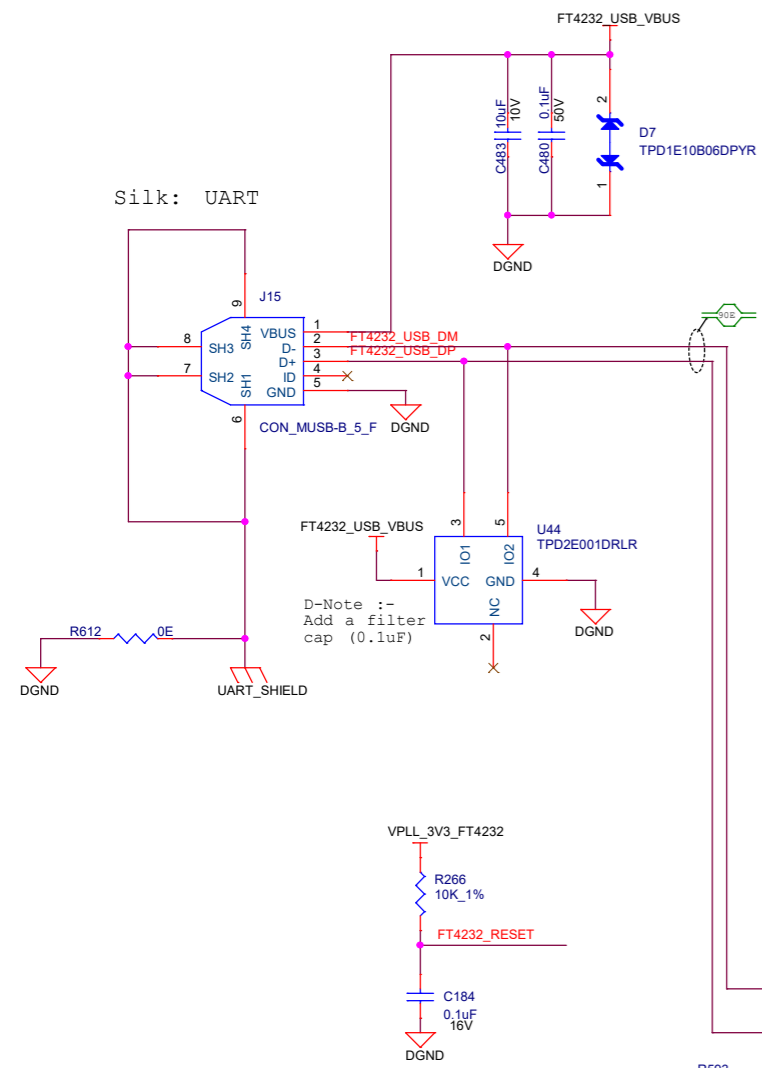 FT4232_USB_VBUS
C483
10uF
10V
C480
0.1uF
50V
2
1
D7
TPD1E10B06DPYR
DGND
Silk: UART
J15
9
SH4
8
SH3
7
SH2
SH1
6
VBUS
1
D-
2
D+
3
ID
4
GND
5
CON_MUSB-B_5_F
FT4232_USB_DM
FT4232_USB_DP
DGND
90E
FT4232_USB_VBUS
3
5
U44
TPD2E001DRLR
IO1
IO2
1
VCC
GND
4
NC
2
DGND
D-Note :-
Add a filter
cap (0.1uF)
R612
0E
DGND
UART_SHIELD
VPLL_3V3_FT4232
R266
10K_1%
FT4232_RESET
C184
0.1uF
16V
DGND